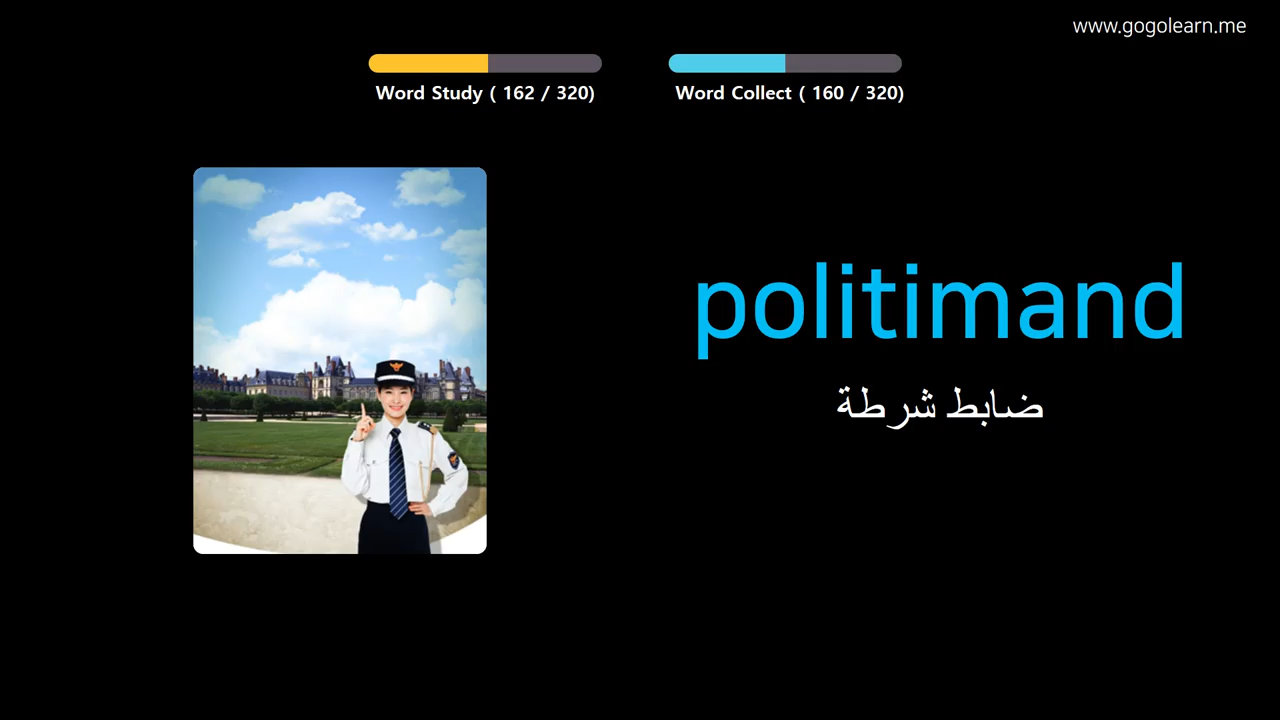 www.gogolearn.me
Word Study ( 162 / 320)
Word Collect ( 160 / 320)
politimand
ضابط شرطة